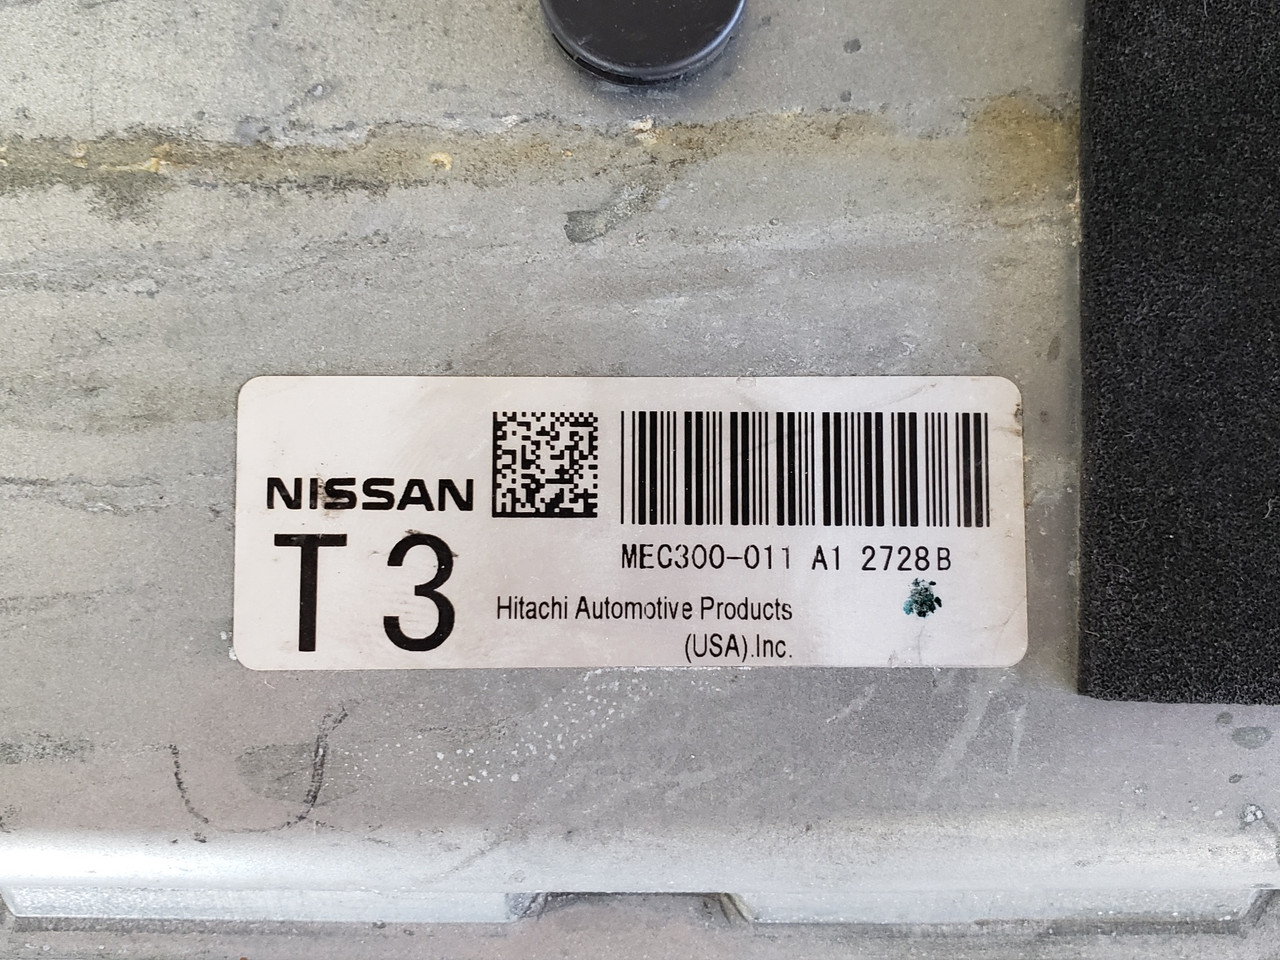 NISSAN
T3
MEC300-011 A1 2728B
Hitachi Automotive Products
(USA).Inc.